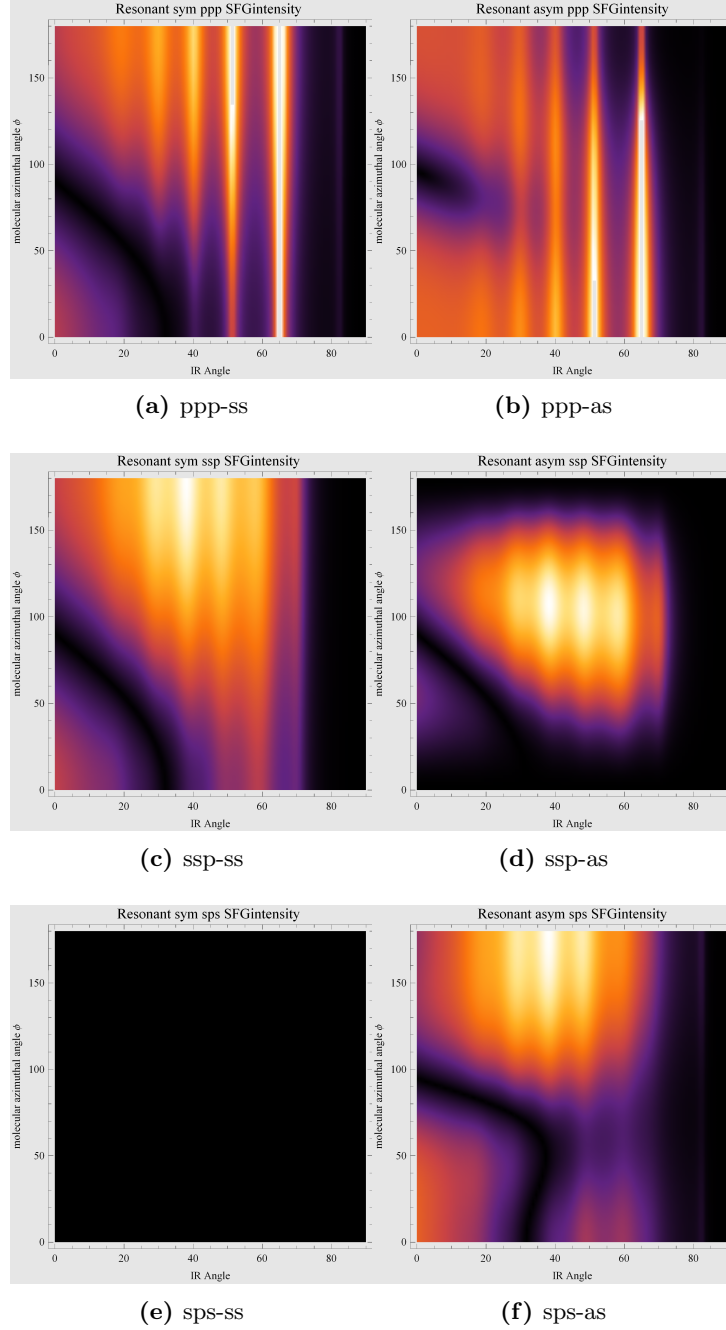 Resonant sym ppp SFGintensity
molecular azimuthal angle ϕ
150
100
50
0
0 20 40 60 80
IR Angle
(a) ppp-ss
Resonant asym ppp SFGintensity
molecular azimuthal angle ϕ
150
100
50
0
0 20 40 60 80
IR Angle
(b) ppp-as
Resonant sym ssp SFGintensity
molecular azimuthal angle ϕ
150
100
50
0
0 20 40 60 80
IR Angle
(c) ssp-ss
Resonant asym ssp SFGintensity
molecular azimuthal angle ϕ
150
100
50
0
0 20 40 60 80
IR Angle
(d) ssp-as
Resonant sym sps SFGintensity
molecular azimuthal angle ϕ
150
100
50
0
0 20 40 60 80
IR Angle
(e) sps-ss
Resonant asym sps SFGintensity
molecular azimuthal angle ϕ
150
100
50
0
0 20 40 60 80
IR Angle
(f) sps-as